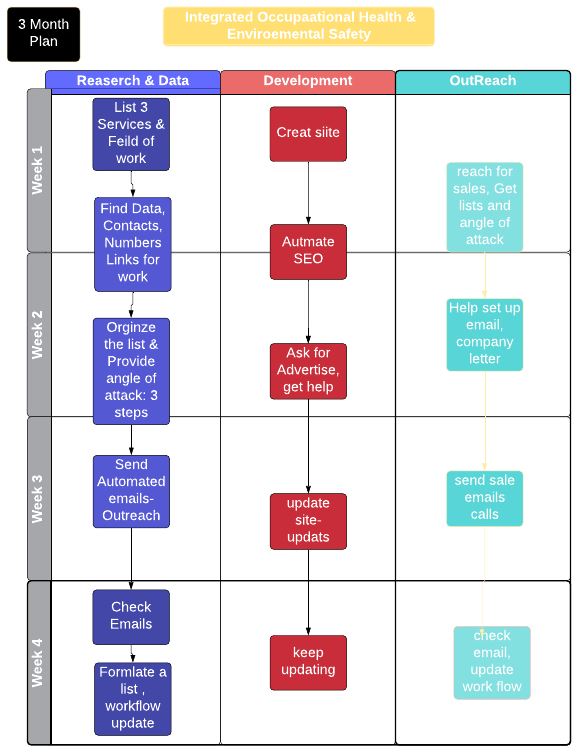 3 Month
Plan
Integrated Occupaational Health &
Enviroemental Safety
Reaserch & Data
Development
OutReach
Week 1
List 3
Services &
Feild of
work
Creat siite
reach for
sales, Get
lists and
angle of
attack
Find Data,
Contacts,
Numbers
Links for
work
Autmate
SEO
Week 2
Orginze
the list &
Provide
angle of
attack: 3
steps
Ask for
Advertise,
get help
Help set up
email,
company
letter
Week 3
Send
Automated
emails-
Outreach
update
site-
updats
send sale
emails
calls
Week 4
Check
Emails
keep
updating
check
email,
update
work flow
Formlate a
list ,
workflow
update